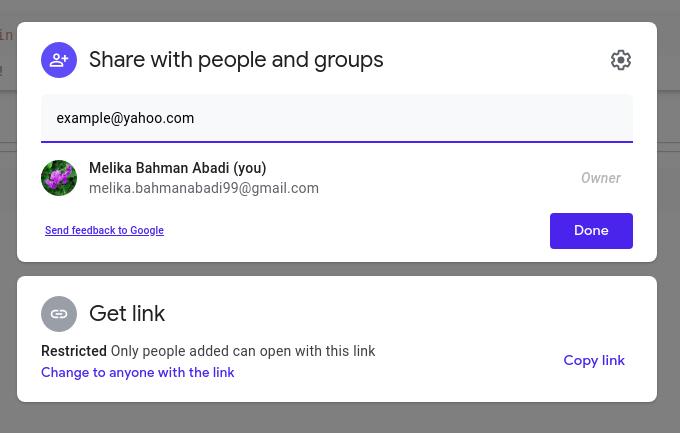 in
!
Share with people and groups
example@yahoo.com
Melika Bahman Abadi (you)
melika.bahmanabadi99@gmail.com
Owner
Send feedback to Google
Done
Get link
Restricted Only people added can open with this link
Change to anyone with the link
Copy link